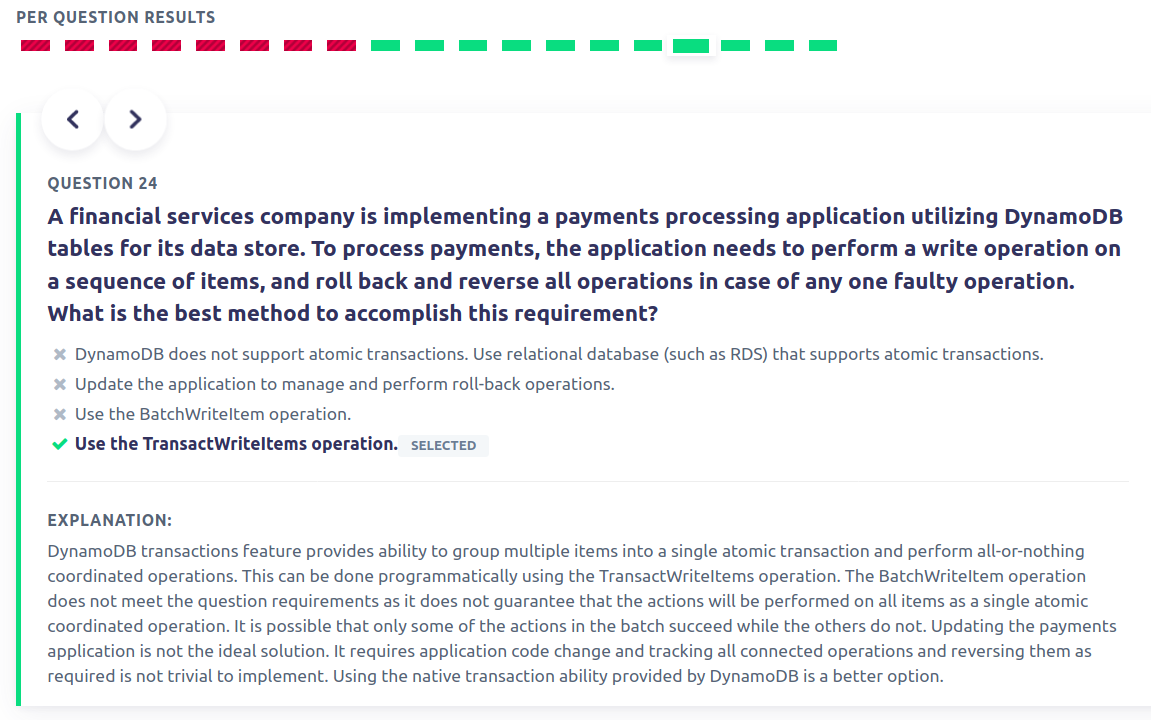 PER QUESTION RESULTS
QUESTION 24
A financial services company is implementing a payments processing application utilizing DynamoDB
tables for its data store. To process payments, the application needs to perform a write operation on
a sequence of items, and roll back and reverse all operations in case of any one faulty operation.
What is the best method to accomplish this requirement?
DynamoDB does not support atomic transactions. Use relational database (such as RDS) that supports atomic transactions.
Update the application to manage and perform roll-back operations.
Use the BatchWriteItem operation.
Use the TransactWriteItems operation. SELECTED
EXPLANATION:
DynamoDB transactions feature provides ability to group multiple items into a single atomic transaction and perform all-or-nothing
coordinated operations. This can be done programmatically using the TransactWriteItems operation. The BatchWriteItem operation
does not meet the question requirements as it does not guarantee that the actions will be performed on all items as a single atomic
coordinated operation. It is possible that only some of the actions in the batch succeed while the others do not. Updating the payments
application is not the ideal solution. It requires application code change and tracking all connected operations and reversing them as
required is not trivial to implement. Using the native transaction ability provided by DynamoDB is a better option.